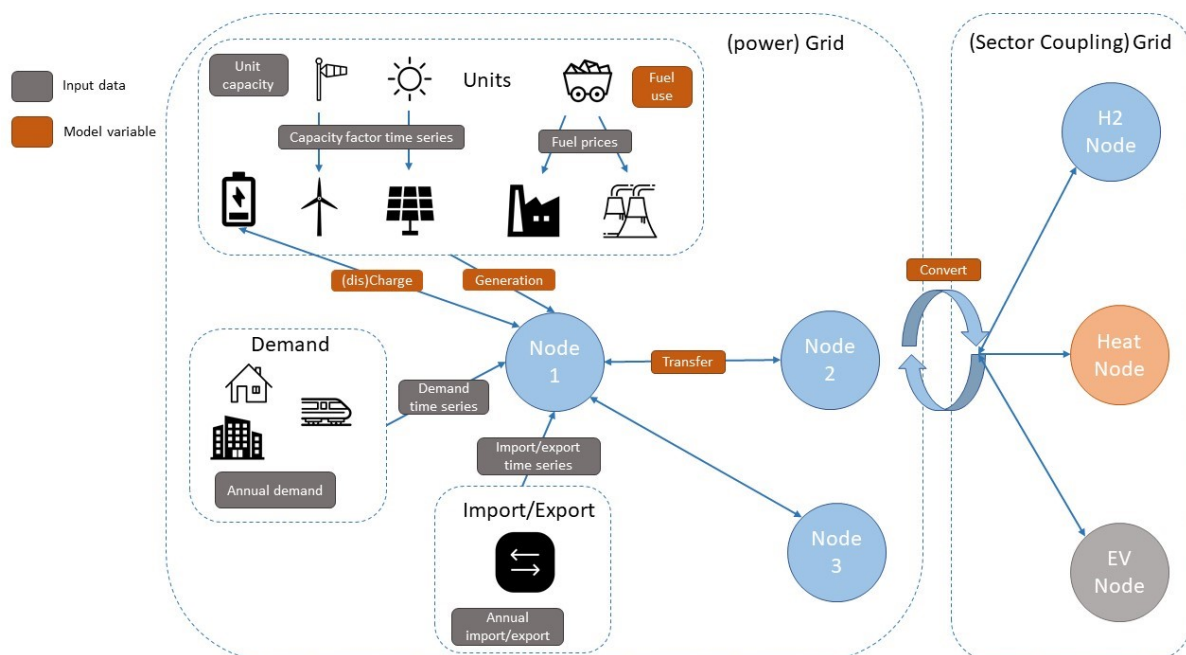 (power) Grid
(Sector Coupling) Grid
Input data
Model variable
Unit
capacity
Units
Fuel
use
Capacity factor time series
Fuel prices
H2
Node
(dis)Charge
Generation
Convert
Demand
Demand
time series
Annual demand
Node
1
Transfer
Node
2
Heat
Node
Import/export
time series
Import/Export
Annual
import/export
Node
3
EV
Node